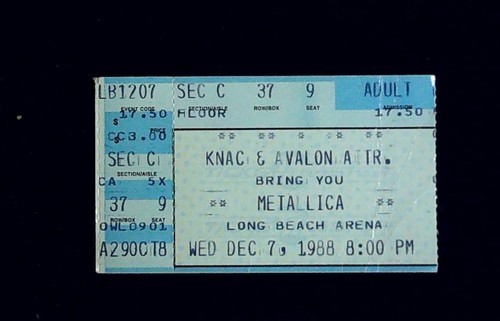 LB1207 SEC C 37 9 ADULT
EVENT CODE SECTION/AISLE ROW/BOX SEAT ADMISSION
$ 17.50 FLOOR 17.50
PRICE
$ CC3.00
SEC C KNAC & AVALON ATTR.
SECTION/AISLE
CA 5X BRING YOU
37 9 METALLICA
ROW/BOX SEAT
OWL0901 LONG BEACH ARENA
A29OCT8 WED DEC 7, 1988 8:00 PM